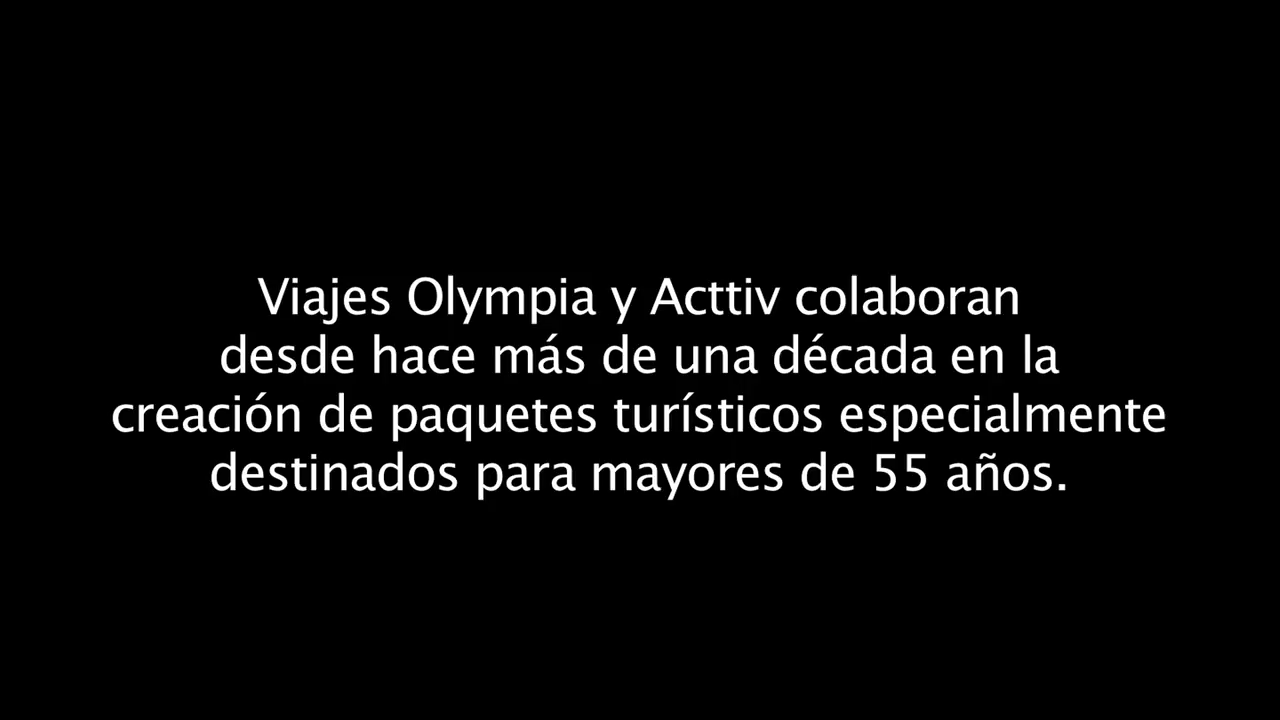 Viajes Olympia y Acttiv colaboran
desde hace más de una década en la
creación de paquetes turísticos especialmente
destinados para mayores de 55 años.